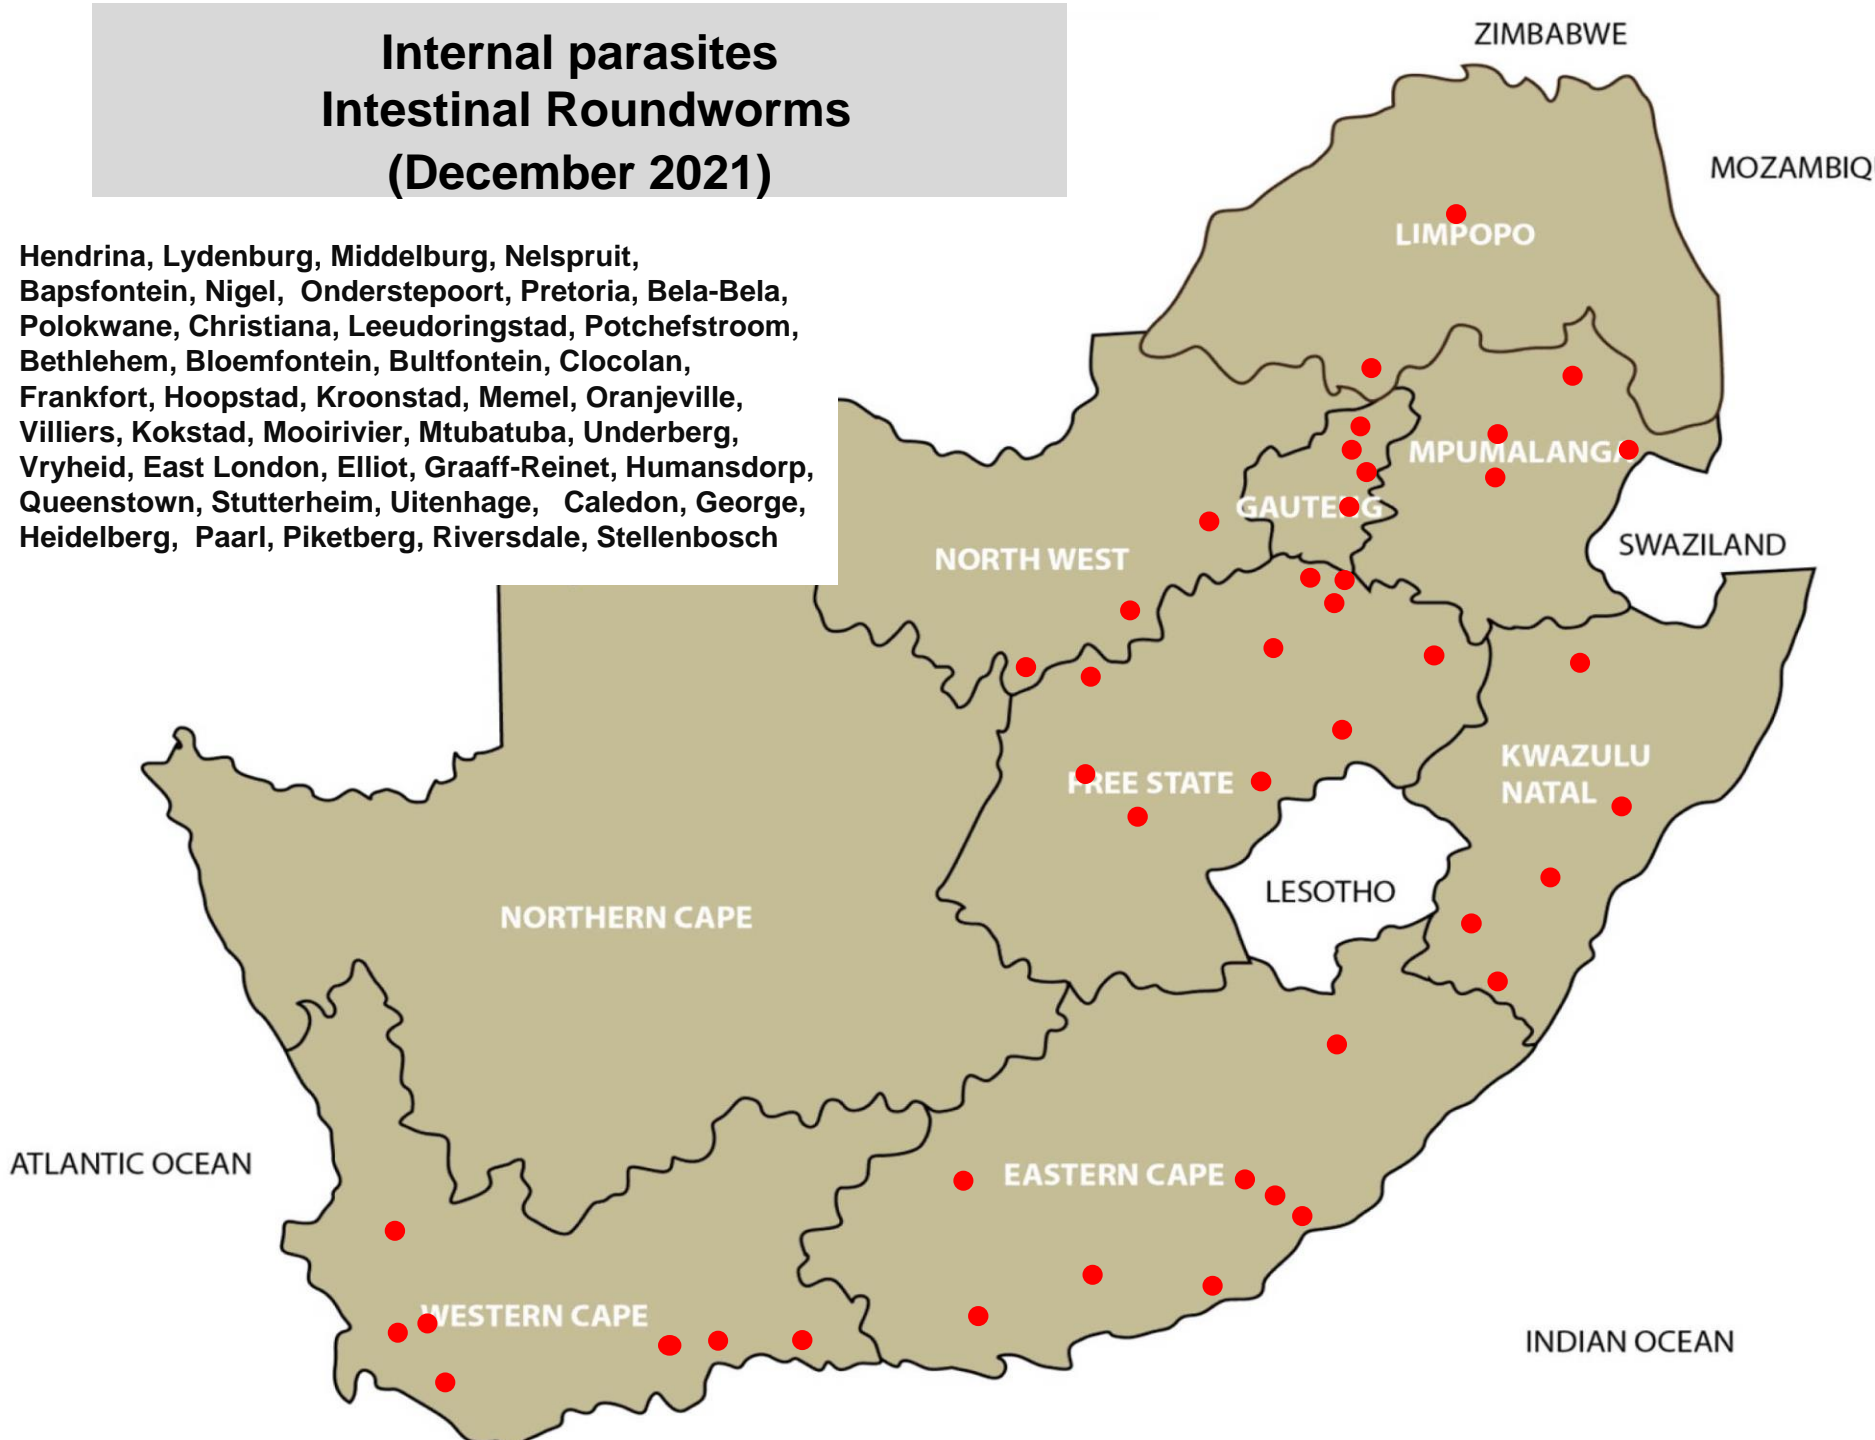 Internal parasites
Intestinal Roundworms
(December 2021)
Hendrina, Lydenburg, Middelburg, Nelspruit,
Bapsfontein, Nigel,  Onderstepoort, Pretoria, Bela-Bela,
Polokwane, Christiana, Leeudoringstad, Potchefstroom,
Bethlehem, Bloemfontein, Bultfontein, Clocolan,
Frankfort, Hoopstad, Kroonstad, Memel, Oranjeville,
Villiers, Kokstad, Mooirivier, Mtubatuba, Underberg,
Vryheid, East London, Elliot, Graaff-Reinet, Humansdorp,
Queenstown, Stutterheim, Uitenhage,   Caledon, George,
Heidelberg,  Paarl, Piketberg, Riversdale, Stellenbosch
ZIMBABWE
MOZAMBIQ
LIMPOPO
MPUMALANGA
GAUTENG
SWAZILAND
NORTH WEST
KWAZULU
NATAL
FREE STATE
LESOTHO
NORTHERN CAPE
ATLANTIC OCEAN
EASTERN CAPE
WESTERN CAPE
INDIAN OCEAN